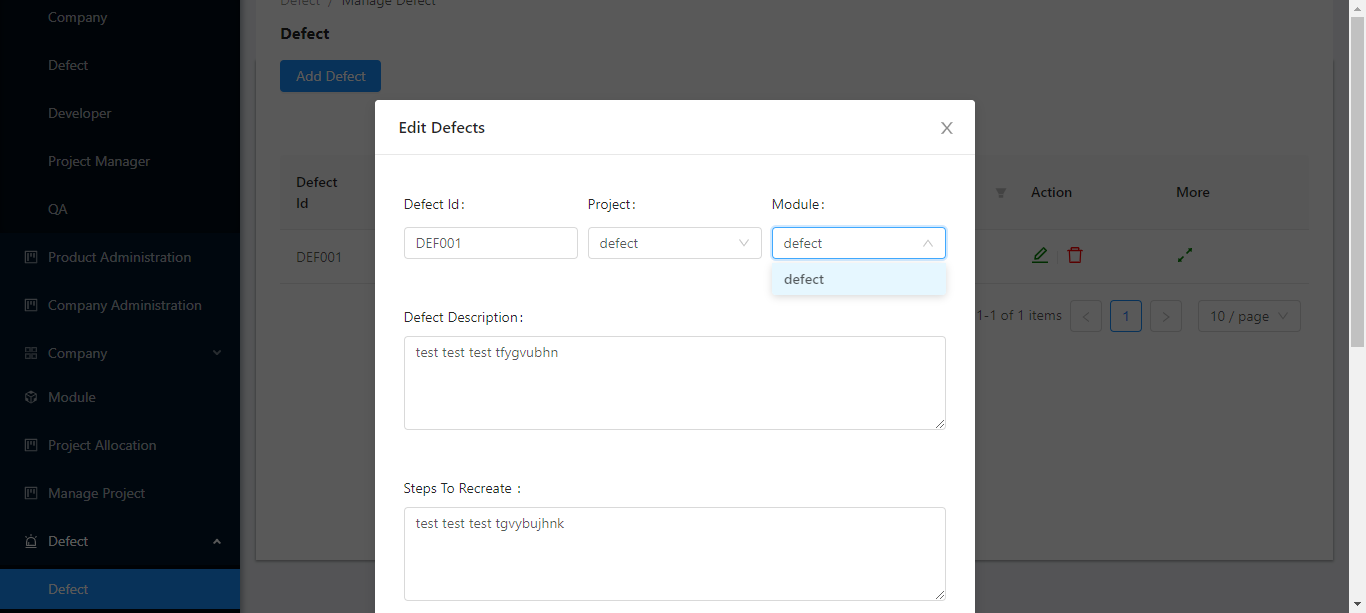 Company
Defect
Developer
Project Manager
QA
Product Administration
Company Administration
Company
Module
Project Allocation
Manage Project
Defect
Defect
Defect / Manage Defect
Defect
Add Defect
Defect
Id
Action
More
DEF001
1-1 of 1 items
1
10 / page
Edit Defects
Defect Id:
Project:
Module:
DEF001
defect
defect
defect
Defect Description:
test test test tfygvubhn
Steps To Recreate :
test test test tgvybujhnk